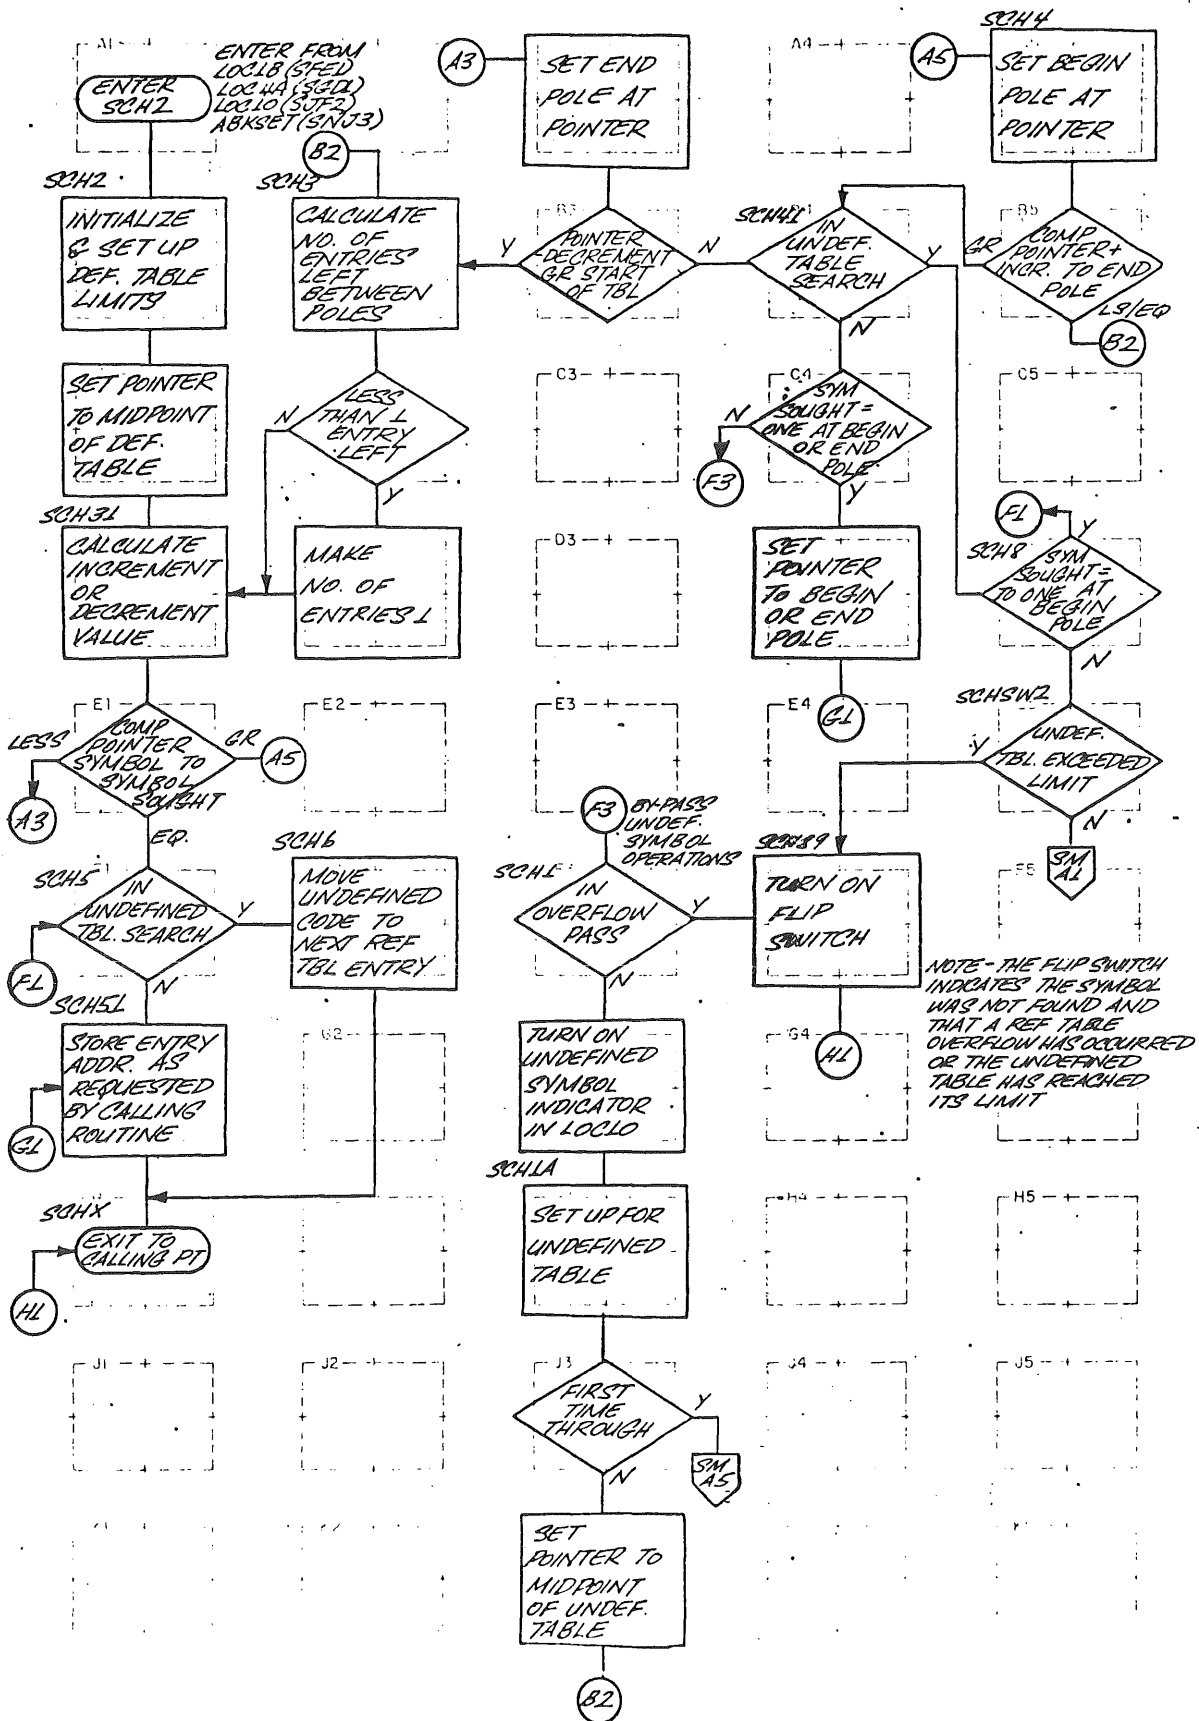 SCH4
A1
ENTER FROM
LOC1B (SFE1)
LOC4A (SGD1)
LOC10 (SJF2)
ABKSET (SNJ3)
ENTER
SCH2
A3
SET END
POLE AT
POINTER
A4
A5
SET BEGIN
POLE AT
POINTER
B2
SCH2
INITIALIZE
& SET UP
DEF. TABLE
LIMITS
SCH3
CALCULATE
NO. OF
ENTRIES
LEFT
BETWEEN
POLES
Y
B3
POINTER
DECREMENT
GR START
OF TBL
N
SCH41
IN
UNDEF.
TABLE
SEARCH
Y
N
GR
B5
COMP
POINTER +
INCR. TO END
POLE
LS/EQ
B2
SET POINTER
TO MIDPOINT
OF DEF.
TABLE
N
LESS
THAN 1
ENTRY
LEFT
Y
C3
C4
N
SYM
SOUGHT =
ONE AT BEGIN
OR END
POLE
Y
F3
C5
SCH31
CALCULATE
INCREMENT
OR
DECREMENT
VALUE
MAKE
NO. OF
ENTRIES 1
D3
SET
POINTER
TO BEGIN
OR END
POLE
F1
Y
SCH8
SYM
SOUGHT =
TO ONE AT
BEGIN
POLE
N
E1
LESS
COMP
POINTER
SYMBOL TO
SYMBOL
SOUGHT
GR
A5
A3
EQ.
E2
E3
E4
G1
SCHSW2
Y
UNDEF.
TBL. EXCEEDED
LIMIT
N
SM
A1
F3
BY-PASS
UNDEF.
SYMBOL
OPERATIONS
SCH5
IN
UNDEFINED
TBL. SEARCH
Y
N
F1
SCH6
MOVE
UNDEFINED
CODE TO
NEXT REF
TBL ENTRY
SCH1
IN
OVERFLOW
PASS
Y
N
SCH89
TURN ON
FLIP
SWITCH
F5
NOTE - THE FLIP SWITCH
INDICATES THE SYMBOL
WAS NOT FOUND AND
THAT A REF TABLE
OVERFLOW HAS OCCURRED
OR THE UNDEFINED
TABLE HAS REACHED
ITS LIMIT
SCH51
STORE ENTRY
ADDR. AS
REQUESTED
BY CALLING
ROUTINE
G1
G2
TURN ON
UNDEFINED
SYMBOL
INDICATOR
IN LOC10
G4
H1
SCHX
EXIT TO
CALLING PT
H1
SCH1A
SET UP FOR
UNDEFINED
TABLE
H4
H5
J1
J2
J3
FIRST
TIME
THROUGH
Y
N
SM
A5
J4
J5
SET
POINTER TO
MIDPOINT
OF UNDEF.
TABLE
B2